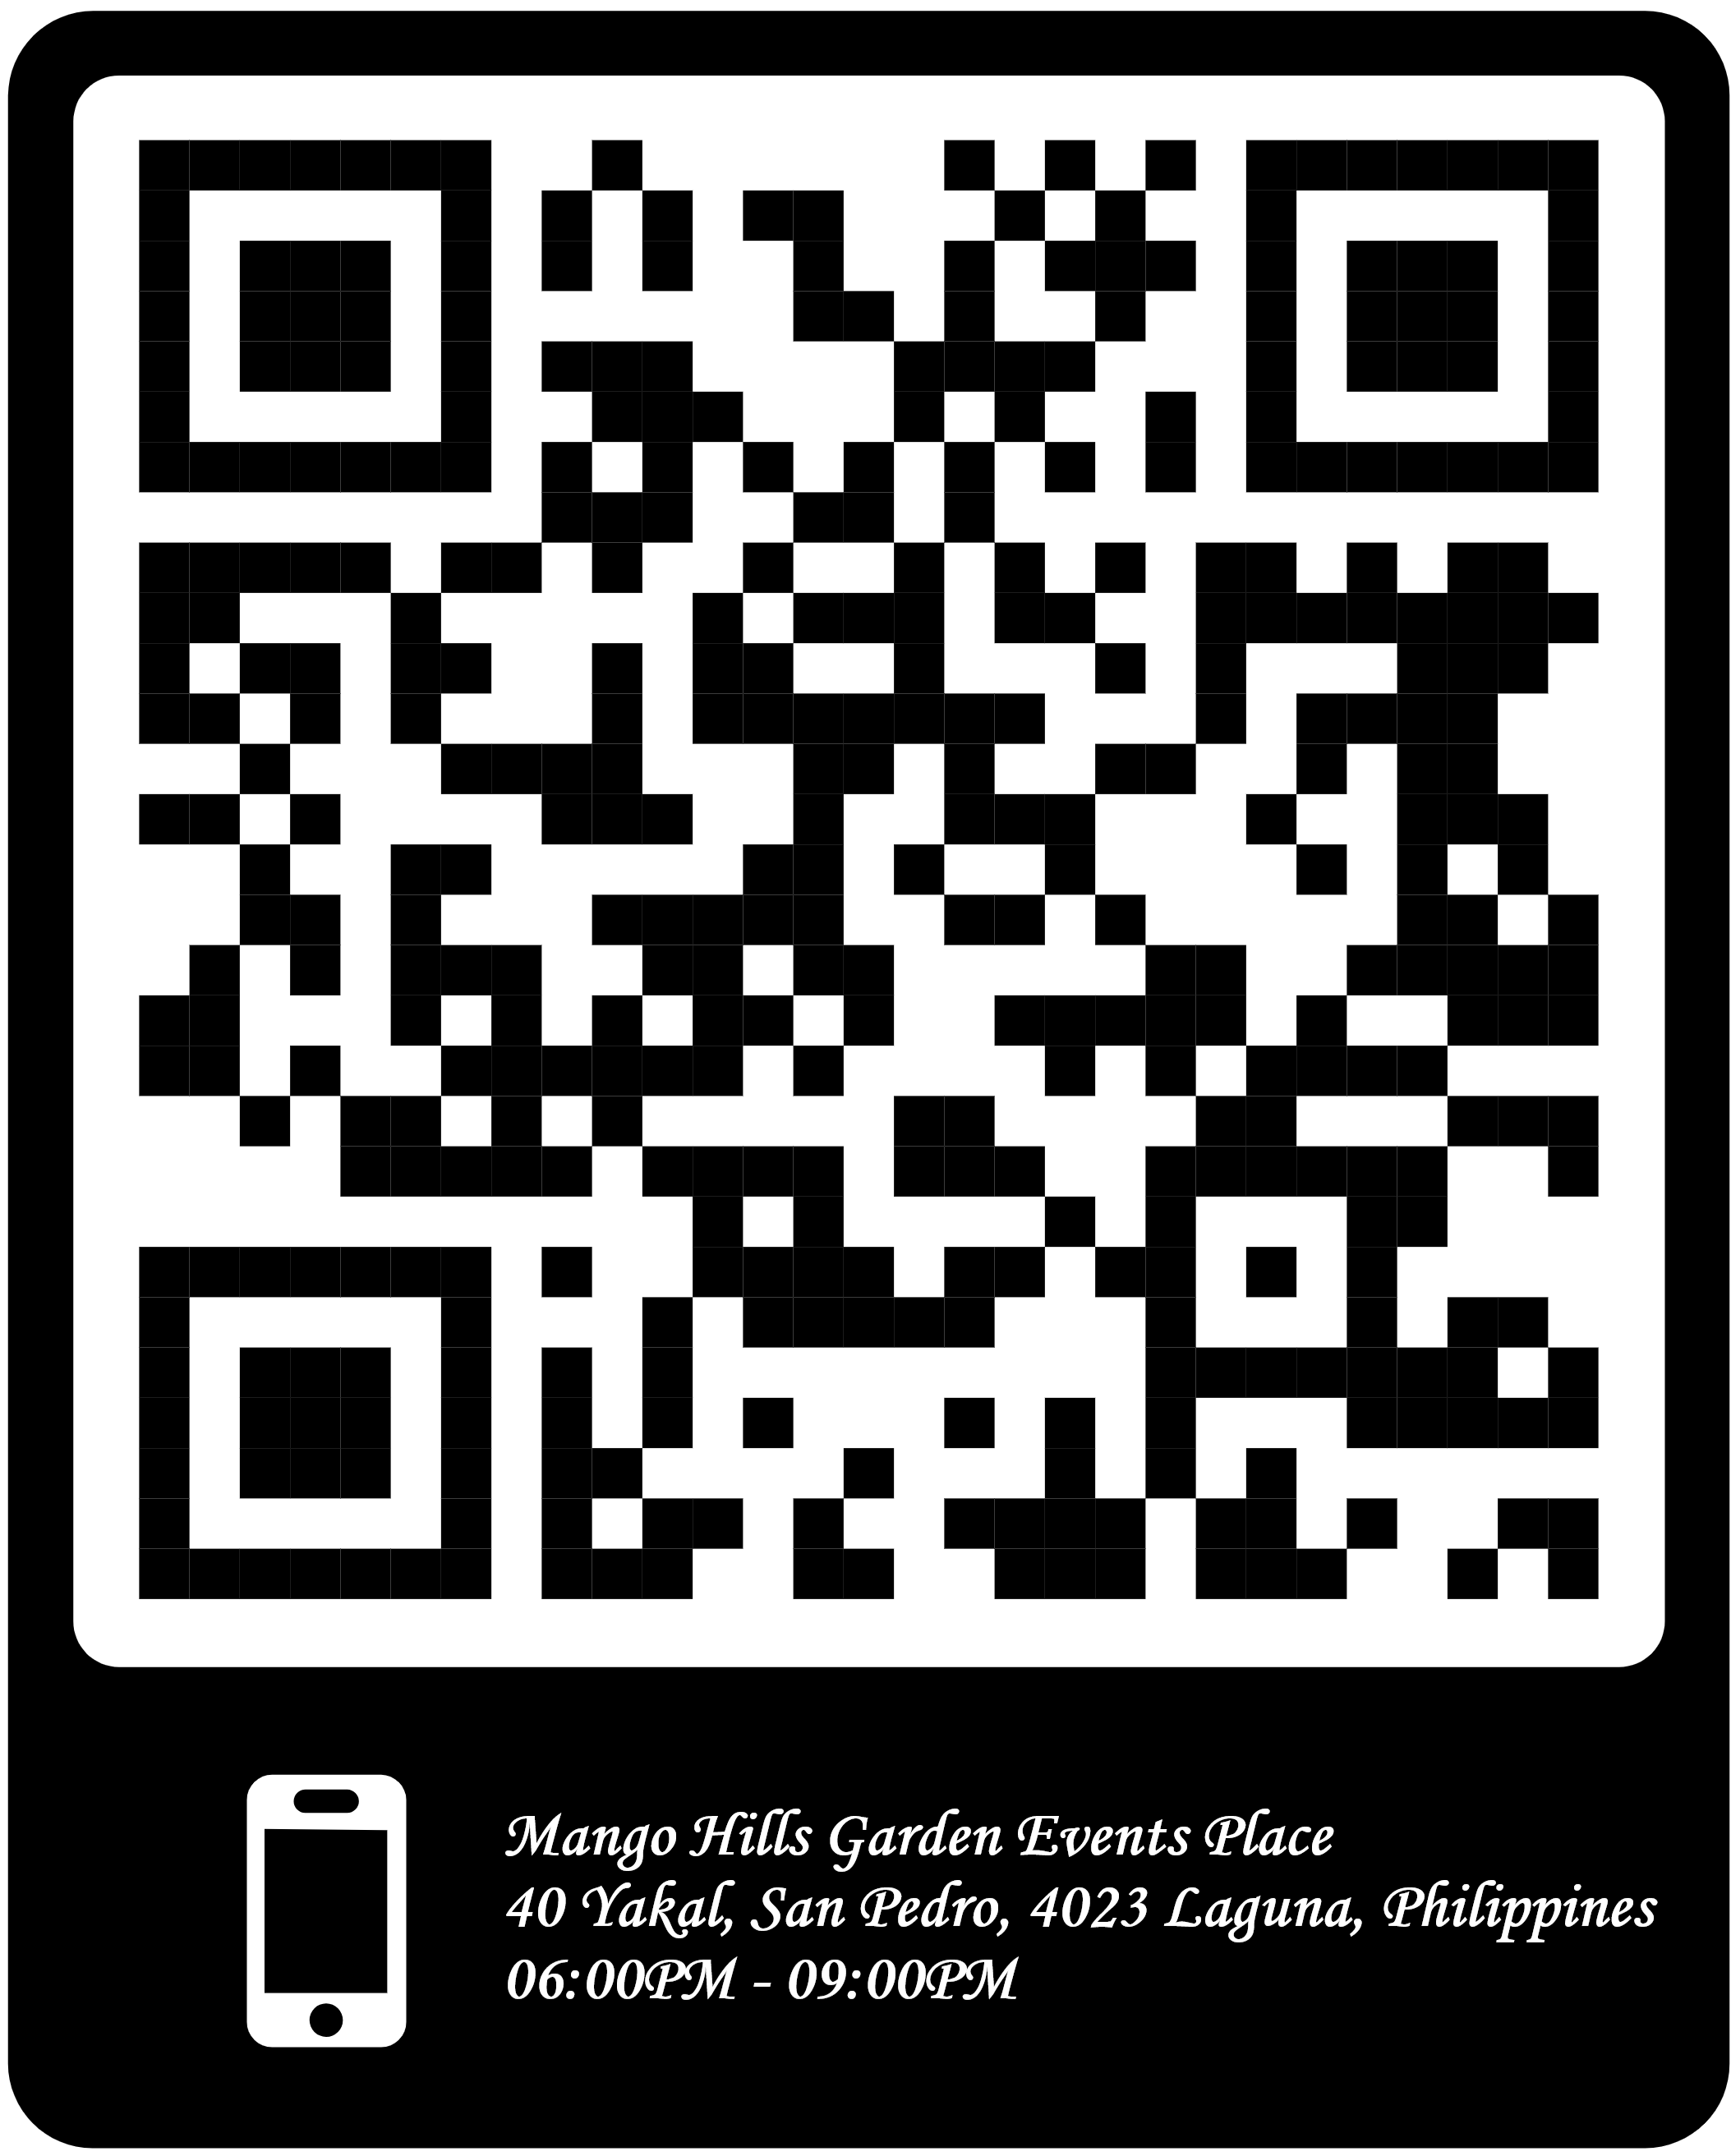 Mango Hills Garden Events Place
40 Yakal, San Pedro, 4023 Laguna, Philippines
06:00PM - 09:00PM